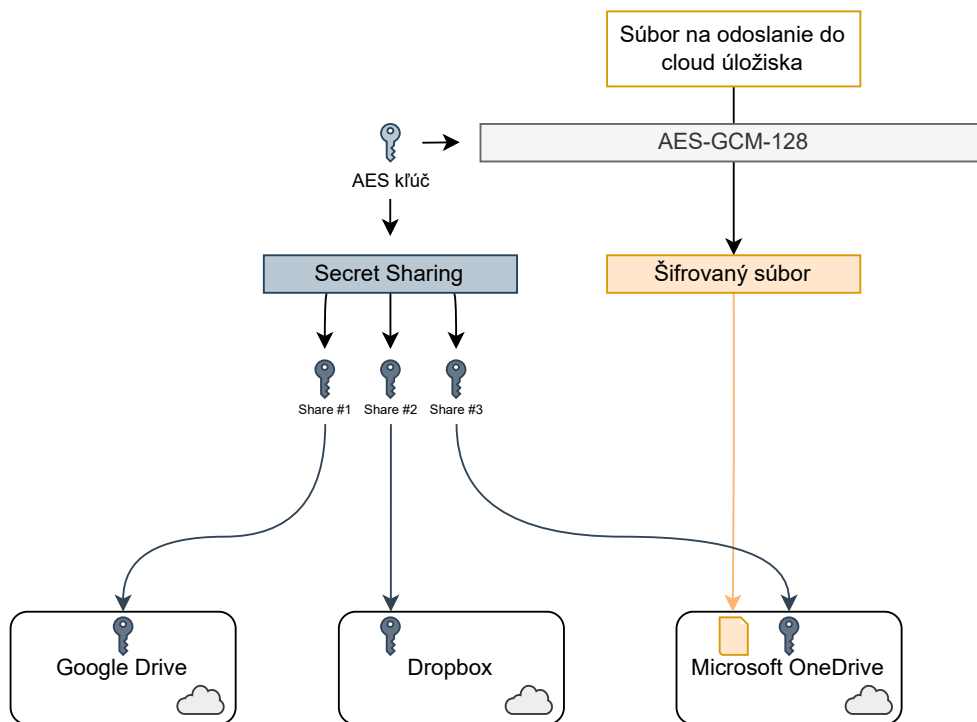 Súbor na odoslanie do
cloud úložiska
AES-GCM-128
AES kľúč
Secret Sharing
Šifrovaný súbor
Share #1
Share #2
Share #3
Google Drive
Dropbox
Microsoft OneDrive